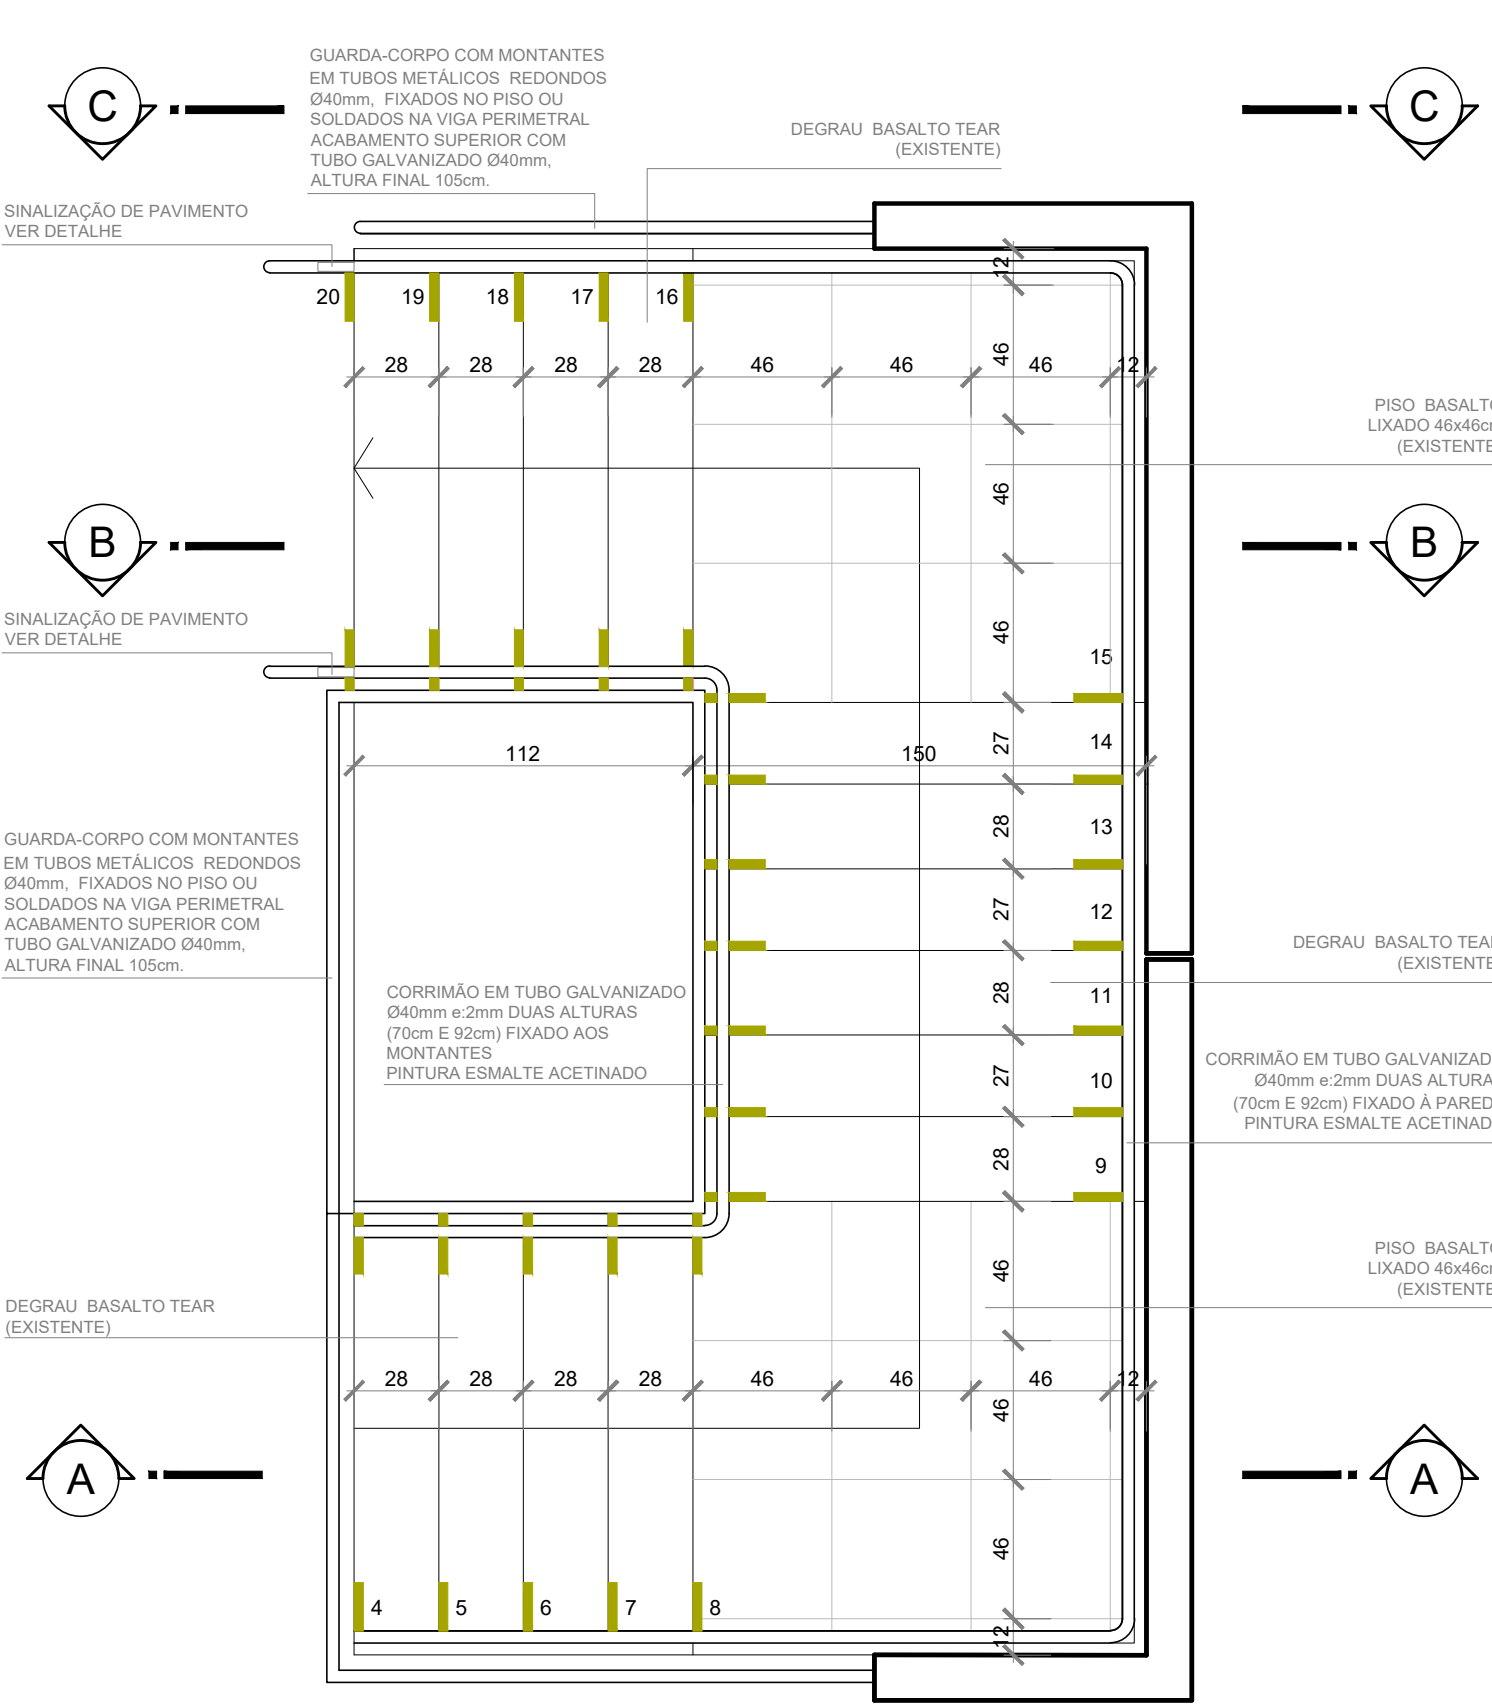 GUARDA-CORPO COM MONTANTES
EM TUBOS METÁLICOS REDONDOS
Ø40mm, FIXADOS NO PISO OU
SOLDADOS NA VIGA PERIMETRAL
ACABAMENTO SUPERIOR COM
TUBO GALVANIZADO Ø40mm,
ALTURA FINAL 105cm.
C
C
DEGRAU BASALTO TEAR
(EXISTENTE)
SINALIZAÇÃO DE PAVIMENTO
VER DETALHE
12
20 19 18 17 16
46
28 28 28 28 46 46 46 12
PISO BASALTO
LIXADO 46x46cm
(EXISTENTE
46
B
B
SINALIZAÇÃO DE PAVIMENTO
VER DETALHE
46
15
27
14
112
150
28
13
GUARDA-CORPO COM MONTANTES
EM TUBOS METÁLICOS REDONDOS
Ø40mm, FIXADOS NO PISO OU
SOLDADOS NA VIGA PERIMETRAL
ACABAMENTO SUPERIOR COM
TUBO GALVANIZADO Ø40mm,
ALTURA FINAL 105cm.
27
12
DEGRAU BASALTO TEAR
(EXISTENTE
28
11
CORRIMÃO EM TUBO GALVANIZADO
Ø40mm e:2mm DUAS ALTURAS
(70cm E 92cm) FIXADO AOS
MONTANTES
PINTURA ESMALTE ACETINADO
27
10
CORRIMÃO EM TUBO GALVANIZAD
Ø40mm e:2mm DUAS ALTURA
(70cm E 92cm) FIXADO À PARED
PINTURA ESMALTE ACETINAD
28
9
46
PISO BASALTO
LIXADO 46x46cm
(EXISTENTE
DEGRAU BASALTO TEAR
(EXISTENTE)
28 28 28 28 46 46 46 12
46
A
A
46
4 5 6 7 8
12